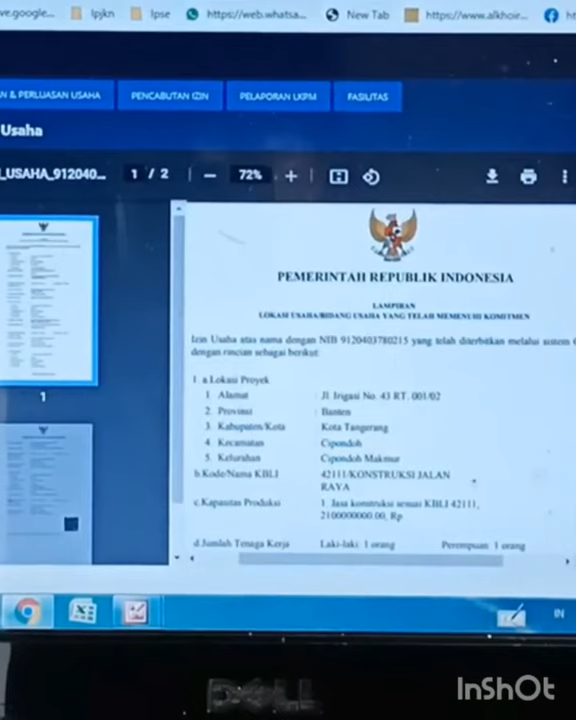 ve.google... lpjkn lpse https://web.whatsa... New Tab https://www.alkhoir...
N & PERLUASAN USAHA PENCABUTAN IZIN PELAPORAN LKPM FASILITAS
Usaha
_USAHA_912040... 1 / 2 72%
PEMERINTAH REPUBLIK INDONESIA
LAMPIRAN
LOKASI USAHA/BIDANG USAHA YANG TELAH MEMENUHI KOMITMEN
Izin Usaha atas nama dengan NIB 9120403780215 yang telah diterbitkan melalui sistem
dengan rincian sebagai berikut:
1. a.Lokasi Proyek
1. Alamat : Jl. Irigasi No. 43 RT. 001/02
2. Provinsi : Banten
3. Kabupaten/Kota : Kota Tangerang
4. Kecamatan : Cipondoh
5. Kelurahan : Cipondoh Makmur
b.Kode/Nama KBLI : 42111/KONSTRUKSI JALAN
RAYA
c.Kapasitas Produksi : 1. Jasa konstruksi sesuai KBLI 42111,
2100000000.00, Rp
d.Jumlah Tenaga Kerja : Laki-laki: 1 orang Perempuan: 1 orang
1
IN
DELL
InShOt